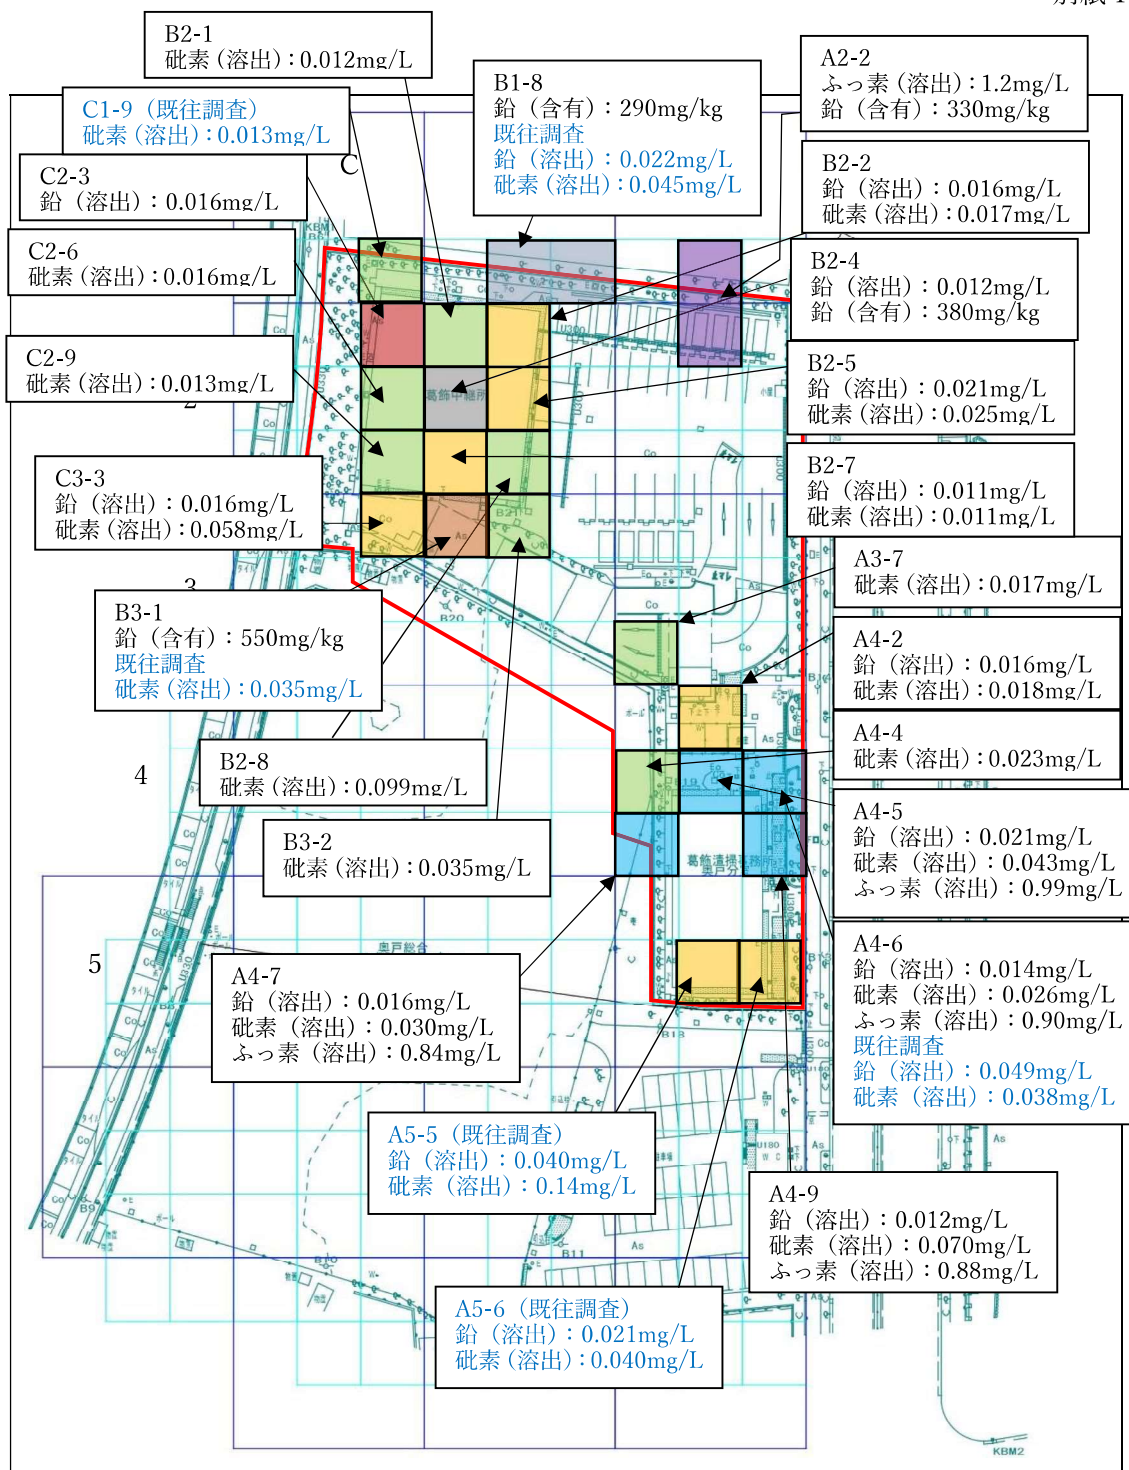 B2-1
砒素（溶出）：0.012mg/L
C1-9（既往調査）
砒素（溶出）：0.013mg/L
B1-8
鉛（含有）：290mg/kg
既往調査
鉛（溶出）：0.022mg/L
砒素（溶出）：0.045mg/L
A2-2
ふっ素（溶出）：1.2mg/L
鉛（含有）：330mg/kg
C
C2-3
鉛（溶出）：0.016mg/L
B2-2
鉛（溶出）：0.016mg/L
砒素（溶出）：0.017mg/L
C2-6
砒素（溶出）：0.016mg/L
B2-4
鉛（溶出）：0.012mg/L
鉛（含有）：380mg/kg
C2-9
砒素（溶出）：0.013mg/L
B2-5
鉛（溶出）：0.021mg/L
砒素（溶出）：0.025mg/L
葛飾中継所
C3-3
鉛（溶出）：0.016mg/L
砒素（溶出）：0.058mg/L
B2-7
鉛（溶出）：0.011mg/L
砒素（溶出）：0.011mg/L
3
A3-7
砒素（溶出）：0.017mg/L
B3-1
鉛（含有）：550mg/kg
既往調査
砒素（溶出）：0.035mg/L
B20
A4-2
鉛（溶出）：0.016mg/L
砒素（溶出）：0.018mg/L
A4-4
砒素（溶出）：0.023mg/L
4
B2-8
砒素（溶出）：0.099mg/L
A4-5
鉛（溶出）：0.021mg/L
砒素（溶出）：0.043mg/L
ふっ素（溶出）：0.99mg/L
B3-2
砒素（溶出）：0.035mg/L
葛飾清掃事務所
奥戸分室
5
奥戸総合
A4-6
鉛（溶出）：0.014mg/L
砒素（溶出）：0.026mg/L
ふっ素（溶出）：0.90mg/L
既往調査
鉛（溶出）：0.049mg/L
砒素（溶出）：0.038mg/L
A4-7
鉛（溶出）：0.016mg/L
砒素（溶出）：0.030mg/L
ふっ素（溶出）：0.84mg/L
B18
A5-5（既往調査）
鉛（溶出）：0.040mg/L
砒素（溶出）：0.14mg/L
U180
A4-9
鉛（溶出）：0.012mg/L
砒素（溶出）：0.070mg/L
ふっ素（溶出）：0.88mg/L
B9
B10
B11
A5-6（既往調査）
鉛（溶出）：0.021mg/L
砒素（溶出）：0.040mg/L
KBM2